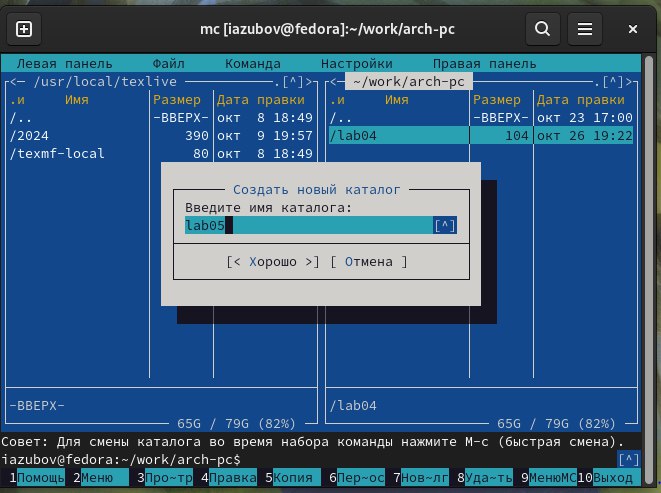 mc [iazubov@fedora]:~/work/arch-pc
Левая панель Файл Команда Настройки Правая панель
<─ /usr/local/texlive .[^]> <─ ~/work/arch-pc .[^]>
.и Имя Размер Дата правки .и Имя Размер Дата правки
/.. -ВВЕРХ- окт 8 18:49 /.. -ВВЕРХ- окт 23 17:00
/2024 390 окт 9 19:57 /lab04 104 окт 26 19:22
/texmf-local 80 окт 8 18:49
Создать новый каталог
Введите имя каталога:
lab05 [^]
[< Хорошо >] [ Отмена ]
-ВВЕРХ- /lab04
65G / 79G (82%) 65G / 79G (82%)
Совет: Для смены каталога во время набора команды нажмите M-c (быстрая смена).
iazubov@fedora:~/work/arch-pc$ [^]
1Помощь 2Меню 3Про~тр 4Правка 5Копия 6Пер~ос 7Нов~лг 8Уда~ть 9МенюMC 10Выход